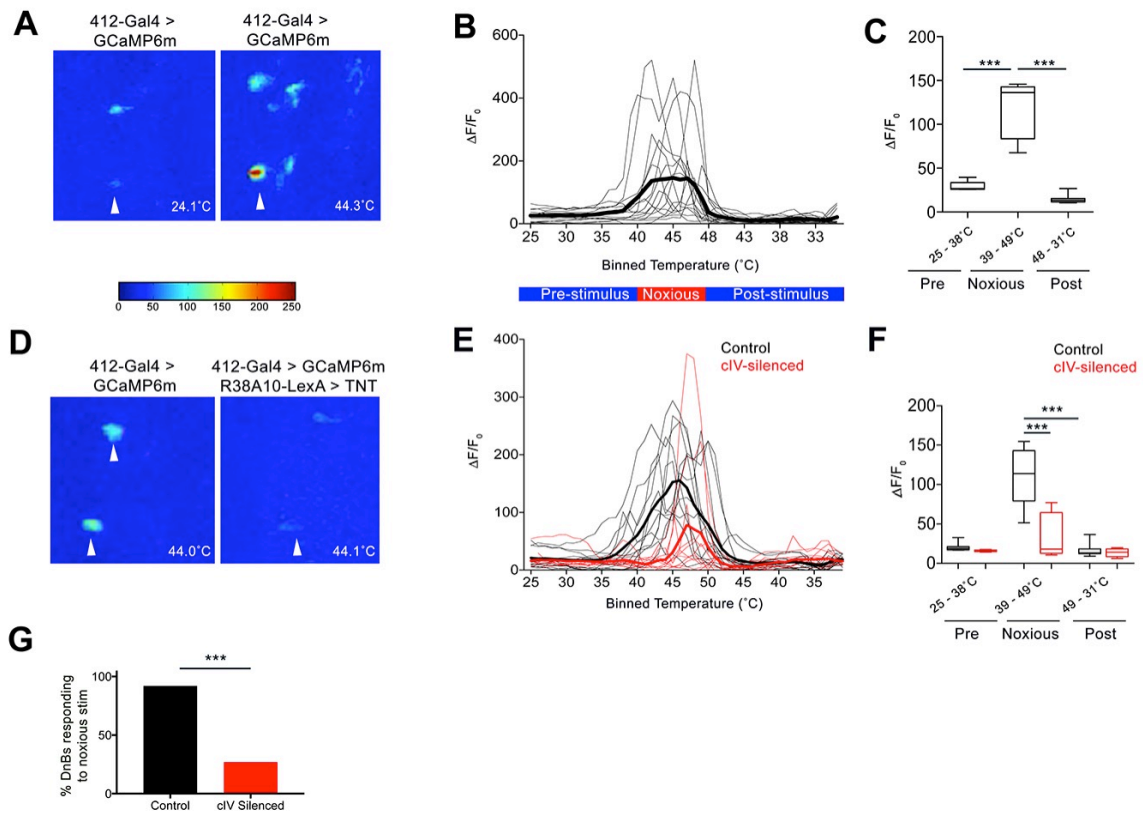 A
412-Gal4 >
GCaMP6m
24.1˚C
412-Gal4 >
GCaMP6m
44.3˚C
0 50 100 150 200 250
B
600
400
200
0
ΔF/F0
25 30 35 40 45 48 43 38 33
Binned Temperature (˚C)
Pre-stimulus Noxious Post-stimulus
C
200
150
100
50
0
ΔF/F0
*** ***
25 - 38˚C 39 - 49˚C 48 - 31˚C
Pre Noxious Post
D
412-Gal4 >
GCaMP6m
44.0˚C
412-Gal4 > GCaMP6m
R38A10-LexA > TNT
44.1˚C
E
Control
cIV-silenced
400
300
200
100
0
ΔF/F0
25 30 35 40 45 50 45 40 35
Binned Temperature (˚C)
F
Control
cIV-silenced
200
150
100
50
0
ΔF/F0
***
***
25 - 38˚C 39 - 49˚C 49 - 31˚C
Pre Noxious Post
G
***
100
50
0
% DnBs responding
to noxious stim
Control cIV Silenced